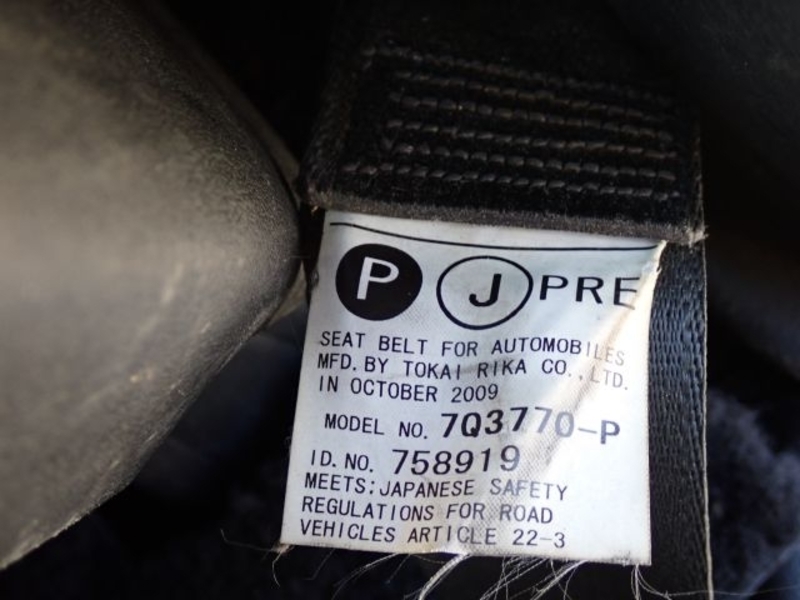 P J PRE
SEAT BELT FOR AUTOMOBILES
MFD. BY TOKAI RIKA CO., LTD.
IN OCTOBER 2009
MODEL NO. 7Q3770-P
ID. NO. 758919
MEETS: JAPANESE SAFETY
REGULATIONS FOR ROAD
VEHICLES ARTICLE 22-3